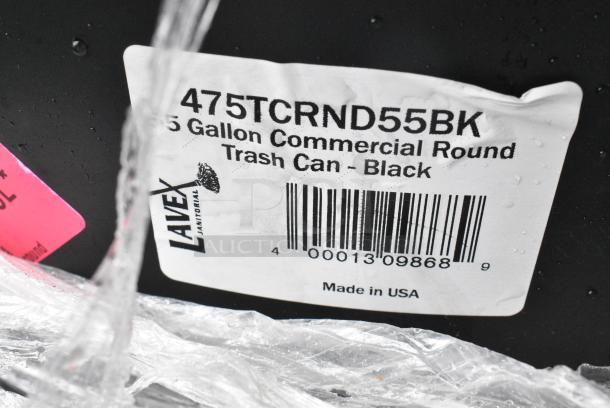 475TCRND55BK
5 Gallon Commercial Round
Trash Can - Black
LAVEX
JANITORIAL
4 00013 09868 9
Made in USA